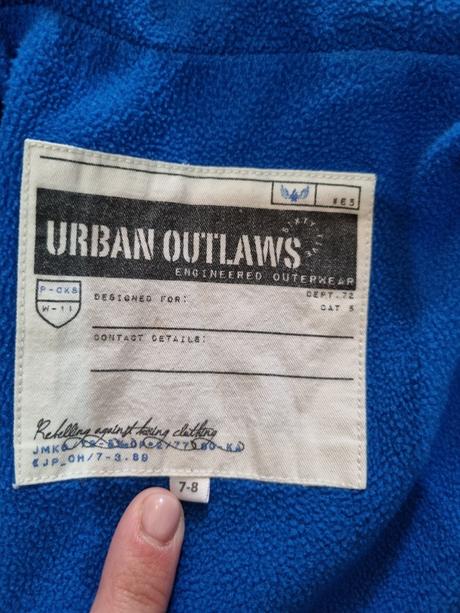 #63
SIXTY
URBAN OUTLAWS
ENGINEERED OUTERWEAR
P-CKS
DESIGNED FOR:
DEPT.72
W-11
CAT 5
CONTACT DETAILS:
Rebelling against boring clothing
7-8